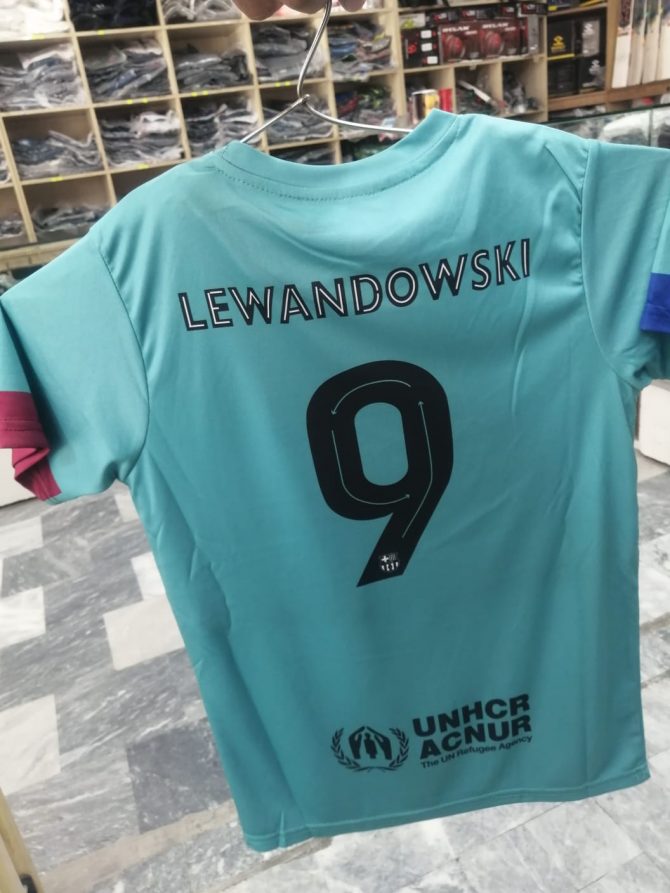 LEWANDOWSKI
9
UNHCR
ACNUR
The UN Refugee Agency